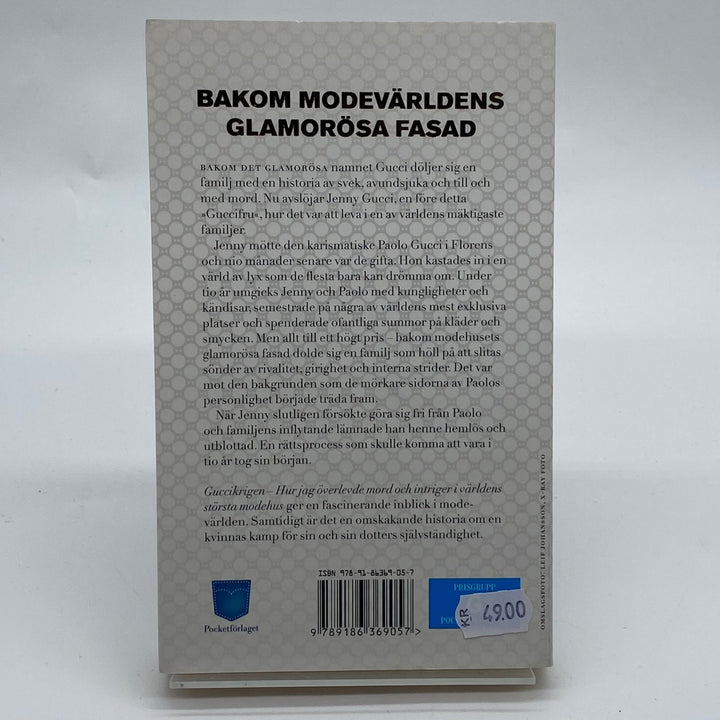 BAKOM MODEVÄRLDENS
GLAMORÖSA FASAD
BAKOM DET GLAMORÖSA namnet Gucci döljer sig en
familj med en historia av svek, avundsjuka och till och
med mord. Nu avslöjar Jenny Gucci, en före detta
»Guccifru«, hur det var att leva i en av världens mäktigaste
familjer.
Jenny mötte den karismatiske Paolo Gucci i Florens
och nio månader senare var de gifta. Hon kastades in i en
värld av lyx som de flesta bara kan drömma om. Under
tio år umgicks Jenny och Paolo med kungligheter och
kändisar, semestrade på några av världens mest exklusiva
platser och spenderade ofantliga summor på kläder och
smycken. Men allt till ett högt pris – bakom modehusets
glamorösa fasad dolde sig en familj som höll på att slitas
sönder av rivalitet, girighet och interna strider. Det var
mot den bakgrunden som de mörkare sidorna av Paolos
personlighet började träda fram.
När Jenny slutligen försökte göra sig fri från Paolo
och familjens inflytande lämnade han henne hemlös och
utblottad. En rättsprocess som skulle komma att vara i
tio år tog sin början.
Guccikrigen – Hur jag överlevde mord och intriger i världens
största modehus ger en fascinerande inblick i mode-
världen. Samtidigt är det en omskakande historia om en
kvinnas kamp för sin och sin dotters självständighet.
OMSLAGSFOTO: LEIF JOHANSSON, X-RAY FOTO
ISBN 978-91-86369-05-7
9 789186 369057 >
Pocketförlaget
PRISGRUPP
KR 49.00